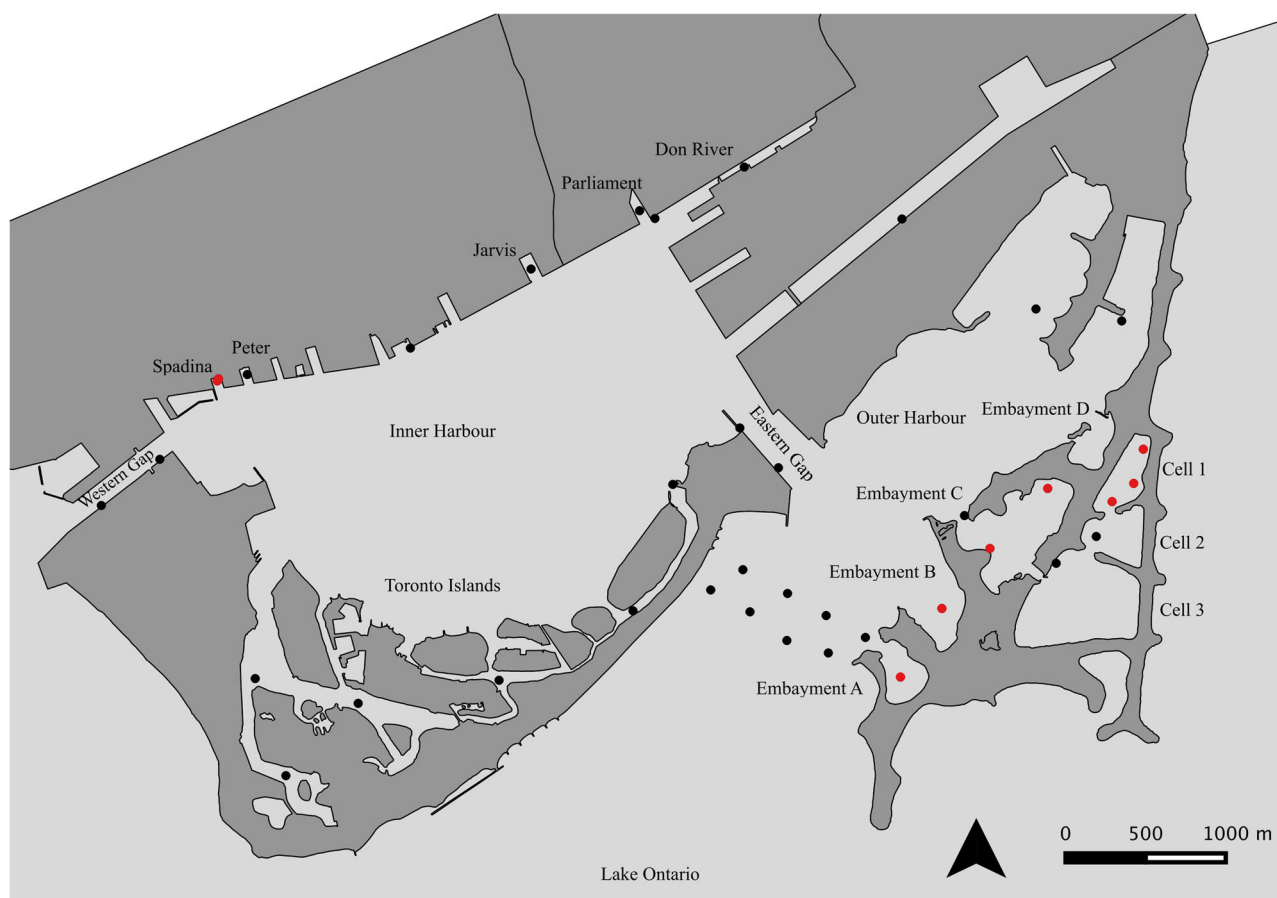 Don River
Parliament
Jarvis
Peter
Spadina
Inner Harbour
Western Gap
Eastern Gap
Outer Harbour
Embayment D
Cell 1
Embayment C
Cell 2
Embayment B
Toronto Islands
Cell 3
Embayment A
0 500 1000 m
Lake Ontario